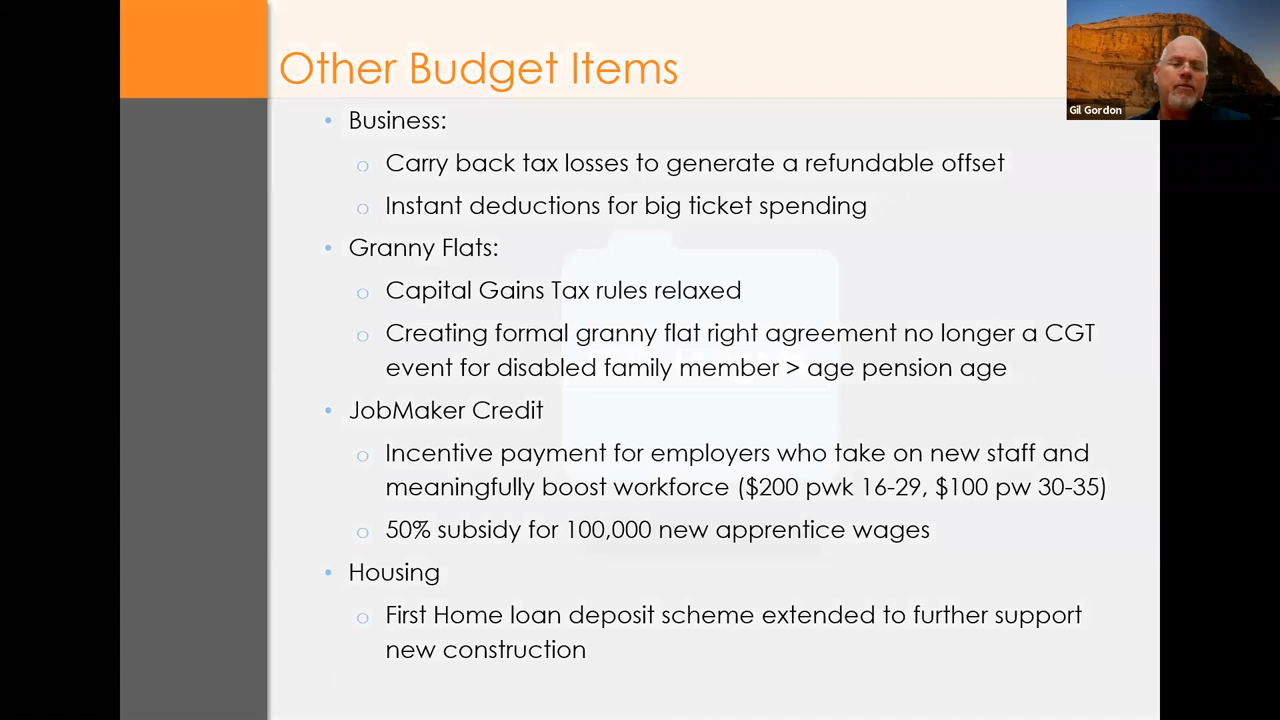 Other Budget Items
Gil Gordon
• Business:
o Carry back tax losses to generate a refundable offset
o Instant deductions for big ticket spending
• Granny Flats:
o Capital Gains Tax rules relaxed
o Creating formal granny flat right agreement no longer a CGT
event for disabled family member > age pension age
• JobMaker Credit
o Incentive payment for employers who take on new staff and
meaningfully boost workforce ($200 pwk 16-29, $100 pw 30-35)
o 50% subsidy for 100,000 new apprentice wages
• Housing
o First Home loan deposit scheme extended to further support
new construction